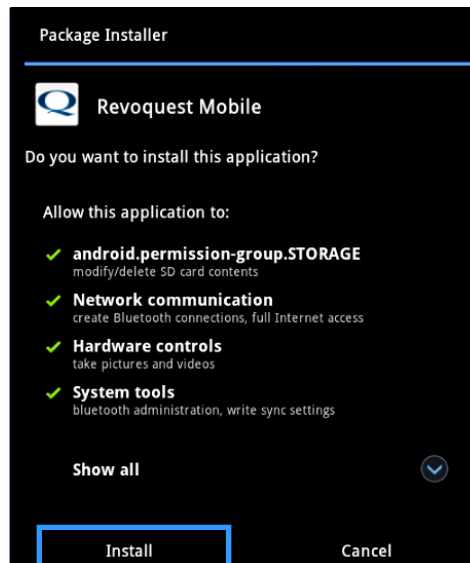 Package Installer
Revoquest Mobile
Do you want to install this application?
Allow this application to:
android.permission-group.STORAGE
modify/delete SD card contents
Network communication
create Bluetooth connections, full Internet access
Hardware controls
take pictures and videos
System tools
bluetooth administration, write sync settings
Show all
Install Cancel